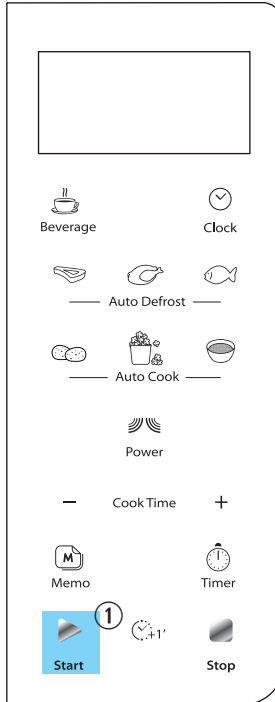 Beverage Clock
Auto Defrost
Auto Cook
Power
− Cook Time +
M
Memo Timer
① +1'
Start Stop